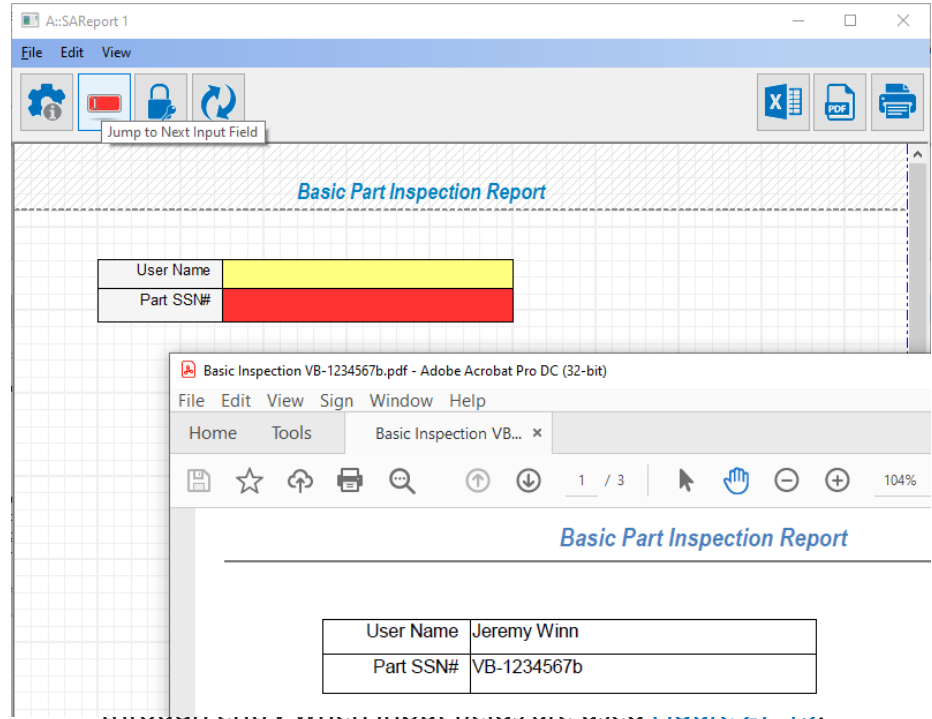 A::SAReport 1
File Edit View
X PDF
Jump to Next Input Field
Basic Part Inspection Report
User Name
Part SSN#
Basic Inspection VB-1234567b.pdf - Adobe Acrobat Pro DC (32-bit)
File Edit View Sign Window Help
Home Tools Basic Inspection VB... ×
1 / 3 104%
Basic Part Inspection Report
User Name Jeremy Winn
Part SSN# VB-1234567b